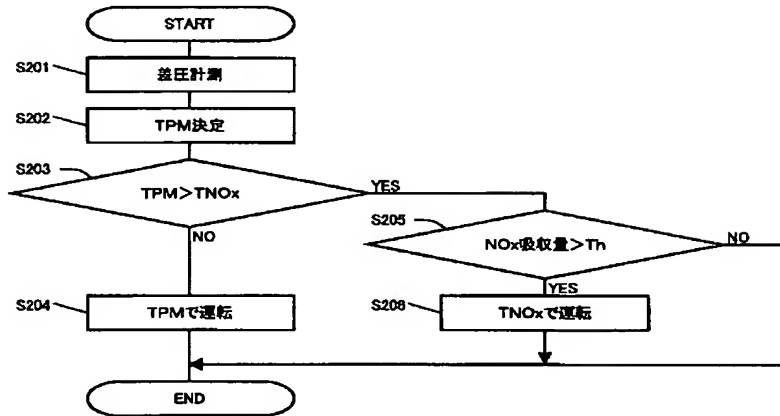 START
S201
差圧計測
S202
TPM決定
S203
TPM＞TNOx
YES
NO
S205
NOx吸収量＞Th
NO
YES
S204
TPMで運転
S206
TNOxで運転
END